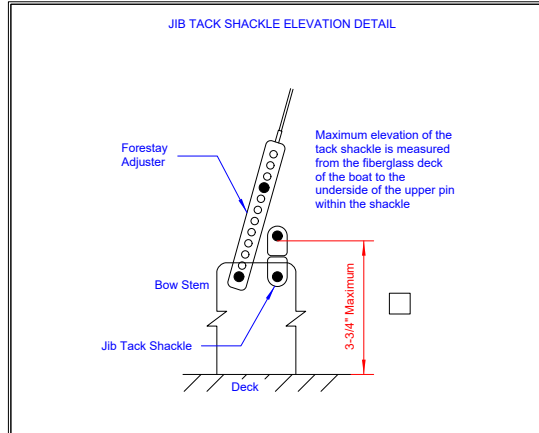 JIB TACK SHACKLE ELEVATION DETAIL
Forestay
Adjuster
Maximum elevation of the
tack shackle is measured
from the fiberglass deck
of the boat to the
underside of the upper pin
within the shackle
Bow Stem
3-3/4" Maximum
Jib Tack Shackle
Deck